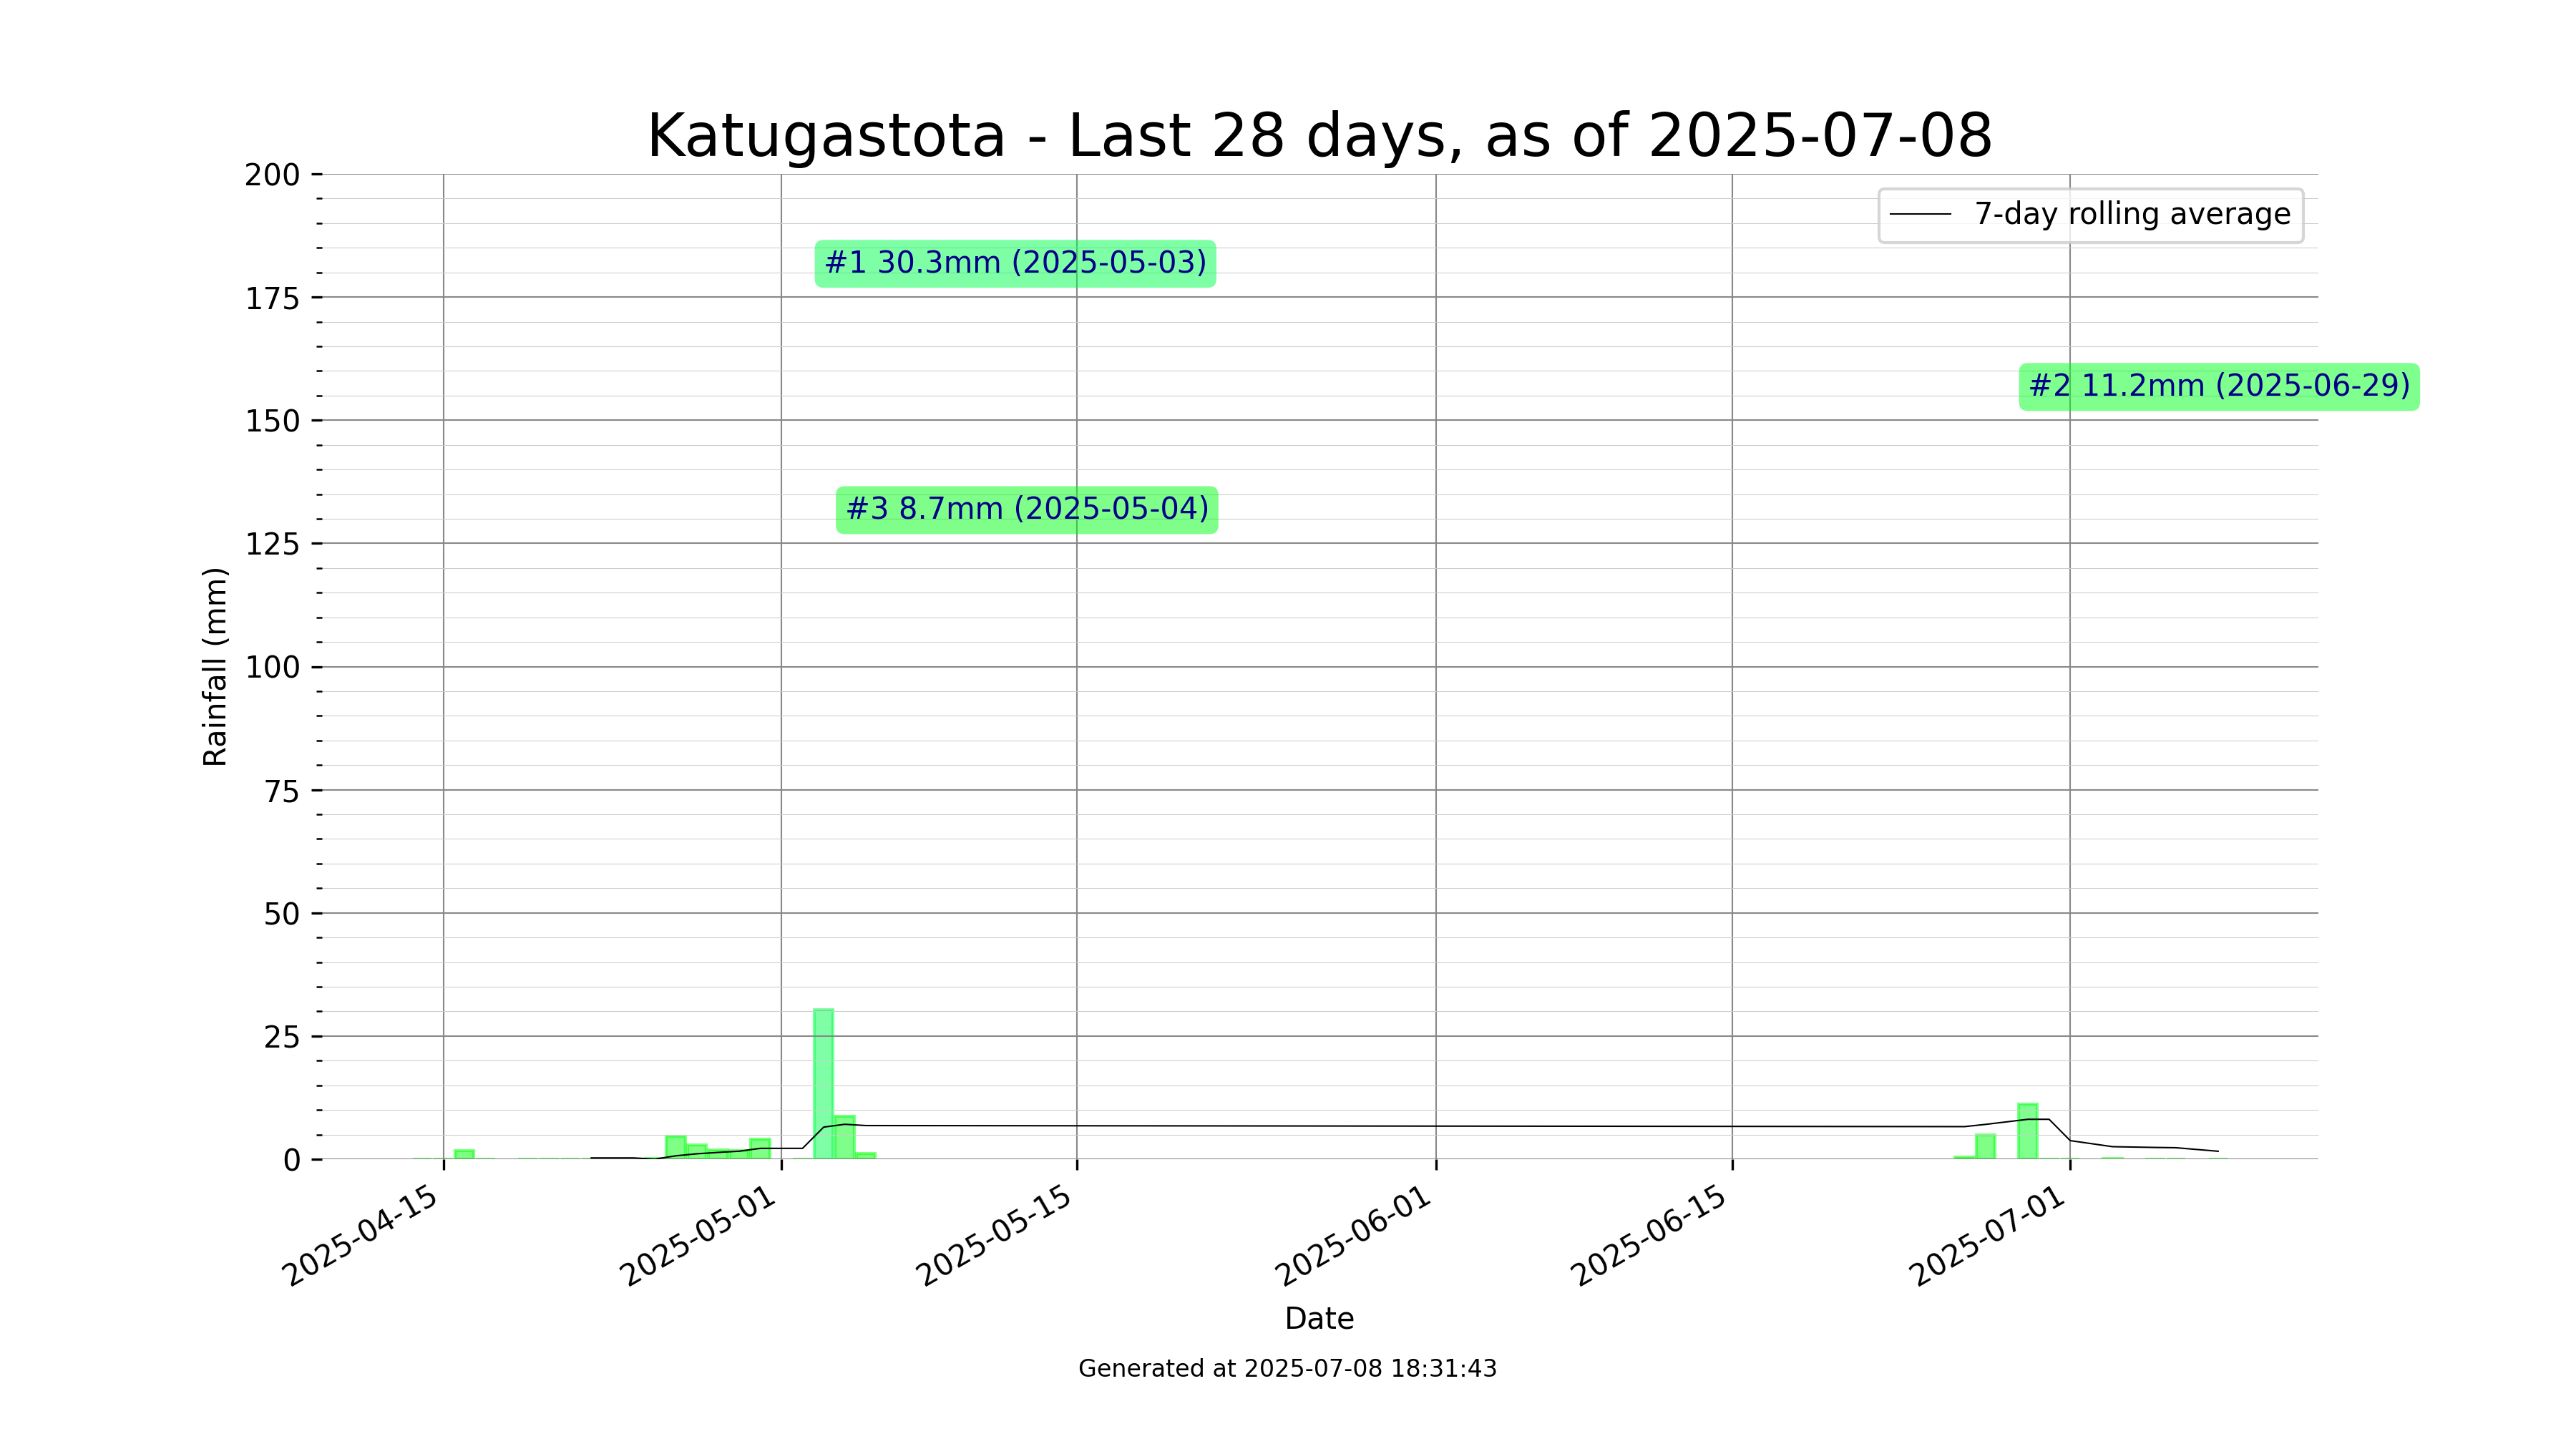 Katugastota - Last 28 days, as of 2025-07-08
200
175
150
125
100
75
50
25
0
Rainfall (mm)
7-day rolling average
#1 30.3mm (2025-05-03)
#2 11.2mm (2025-06-29)
#3 8.7mm (2025-05-04)
2025-04-15
2025-05-01
2025-05-15
2025-06-01
2025-06-15
2025-07-01
Date
Generated at 2025-07-08 18:31:43